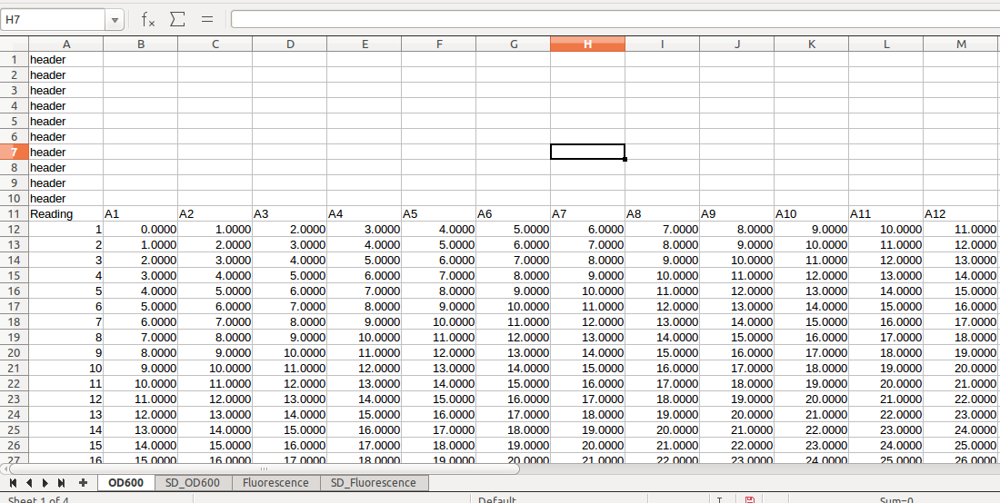 H7
fx Σ =
A B C D E F G H I J K L M
1 header
2 header
3 header
4 header
5 header
6 header
7 header
8 header
9 header
10 header
11 Reading A1 A2 A3 A4 A5 A6 A7 A8 A9 A10 A11 A12
12 1 0.0000 1.0000 2.0000 3.0000 4.0000 5.0000 6.0000 7.0000 8.0000 9.0000 10.0000 11.0000
13 2 1.0000 2.0000 3.0000 4.0000 5.0000 6.0000 7.0000 8.0000 9.0000 10.0000 11.0000 12.0000
14 3 2.0000 3.0000 4.0000 5.0000 6.0000 7.0000 8.0000 9.0000 10.0000 11.0000 12.0000 13.0000
15 4 3.0000 4.0000 5.0000 6.0000 7.0000 8.0000 9.0000 10.0000 11.0000 12.0000 13.0000 14.0000
16 5 4.0000 5.0000 6.0000 7.0000 8.0000 9.0000 10.0000 11.0000 12.0000 13.0000 14.0000 15.0000
17 6 5.0000 6.0000 7.0000 8.0000 9.0000 10.0000 11.0000 12.0000 13.0000 14.0000 15.0000 16.0000
18 7 6.0000 7.0000 8.0000 9.0000 10.0000 11.0000 12.0000 13.0000 14.0000 15.0000 16.0000 17.0000
19 8 7.0000 8.0000 9.0000 10.0000 11.0000 12.0000 13.0000 14.0000 15.0000 16.0000 17.0000 18.0000
20 9 8.0000 9.0000 10.0000 11.0000 12.0000 13.0000 14.0000 15.0000 16.0000 17.0000 18.0000 19.0000
21 10 9.0000 10.0000 11.0000 12.0000 13.0000 14.0000 15.0000 16.0000 17.0000 18.0000 19.0000 20.0000
22 11 10.0000 11.0000 12.0000 13.0000 14.0000 15.0000 16.0000 17.0000 18.0000 19.0000 20.0000 21.0000
23 12 11.0000 12.0000 13.0000 14.0000 15.0000 16.0000 17.0000 18.0000 19.0000 20.0000 21.0000 22.0000
24 13 12.0000 13.0000 14.0000 15.0000 16.0000 17.0000 18.0000 19.0000 20.0000 21.0000 22.0000 23.0000
25 14 13.0000 14.0000 15.0000 16.0000 17.0000 18.0000 19.0000 20.0000 21.0000 22.0000 23.0000 24.0000
26 15 14.0000 15.0000 16.0000 17.0000 18.0000 19.0000 20.0000 21.0000 22.0000 23.0000 24.0000 25.0000
27 16 15.0000 16.0000 17.0000 18.0000 19.0000 20.0000 21.0000 22.0000 23.0000 24.0000 25.0000 26.0000
OD600 SD_OD600 Fluorescence SD_Fluorescence
Sheet 1 of 4 Default Sum=0